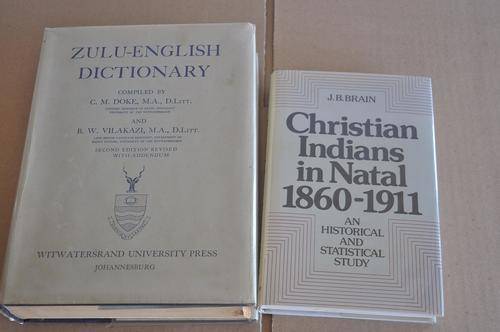 ZULU-ENGLISH
DICTIONARY
COMPILED BY
C. M. DOKE, M.A., D.LITT.
AND
B. W. VILAKAZI, M.A., D.LITT.
SECOND EDITION REVISED
WITH ADDENDUM
WITWATERSRAND UNIVERSITY PRESS
JOHANNESBURG
J.B.BRAIN
Christian
Indians
in Natal
1860-1911
AN
HISTORICAL
AND
STATISTICAL
STUDY